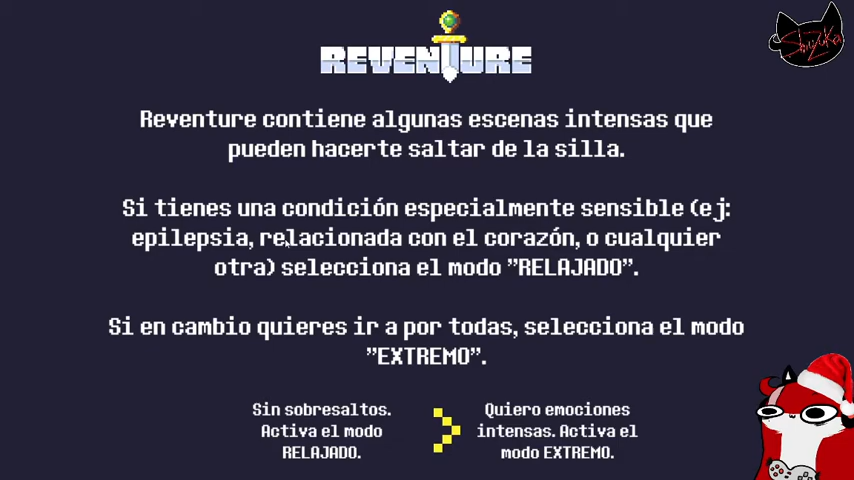 REVENTURE
ShiZuKa
Reventure contiene algunas escenas intensas que
pueden hacerte saltar de la silla.
Si tienes una condición especialmente sensible (ej:
epilepsia, relacionada con el corazón, o cualquier
otra) selecciona el modo "RELAJADO".
Si en cambio quieres ir a por todas, selecciona el modo
"EXTREMO".
Sin sobresaltos.
Activa el modo
RELAJADO.
Quiero emociones
intensas. Activa el
modo EXTREMO.